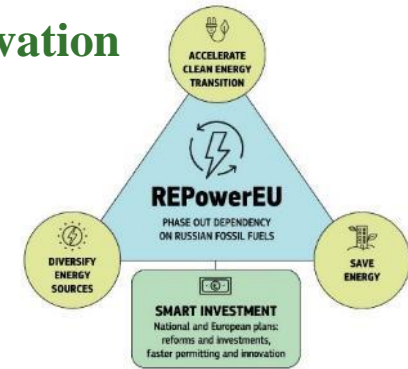 ACCELERATE
CLEAN ENERGY
TRANSITION
REPowerEU
PHASE OUT DEPENDENCY
ON RUSSIAN FOSSIL FUELS
DIVERSIFY
ENERGY
SOURCES
SAVE
ENERGY
SMART INVESTMENT
National and European plans:
reforms and investments,
faster permitting and innovation